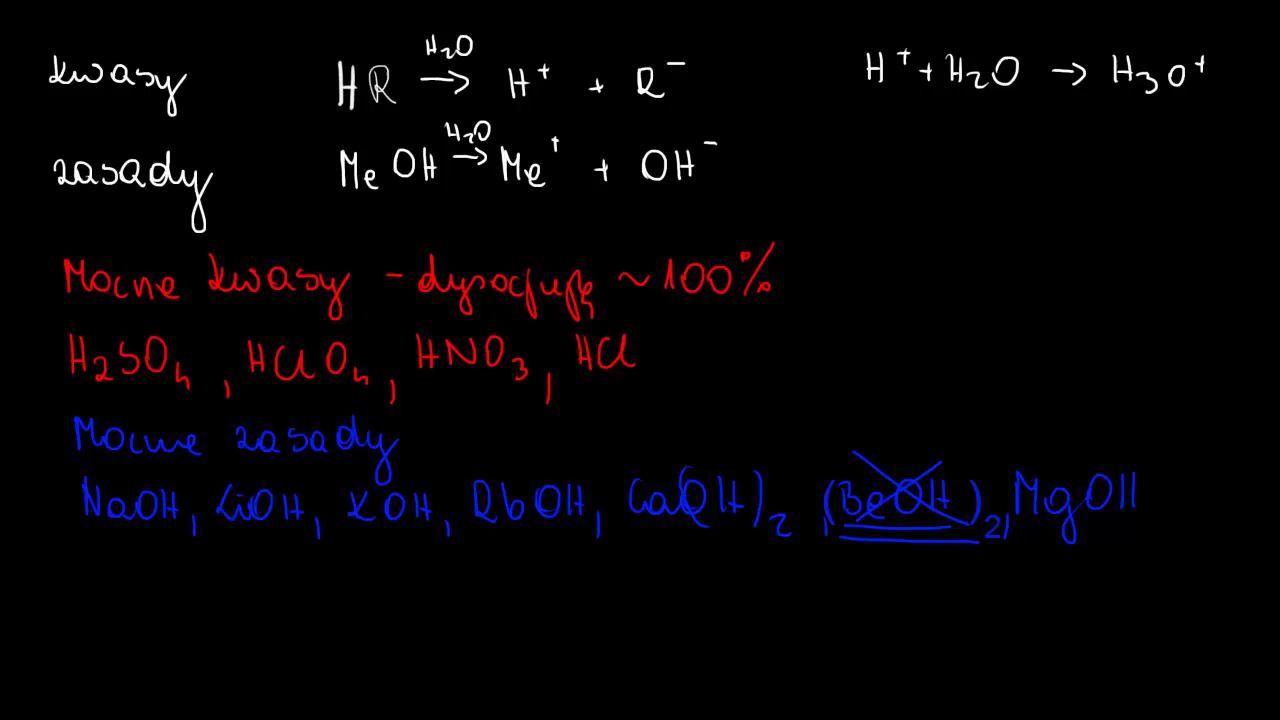 kwasy HR H₂O → H⁺ + R⁻ H⁺ + H₂O → H₃O⁺
zasady MeOH H₂O → Me⁺ + OH⁻
Mocne kwasy - dysocjują ~100%
H₂SO₄, HClO₄, HNO₃, HCl
Mocne zasady
NaOH, LiOH, KOH, RbOH, Ca(OH)₂, (BeOH)₂, MgOH